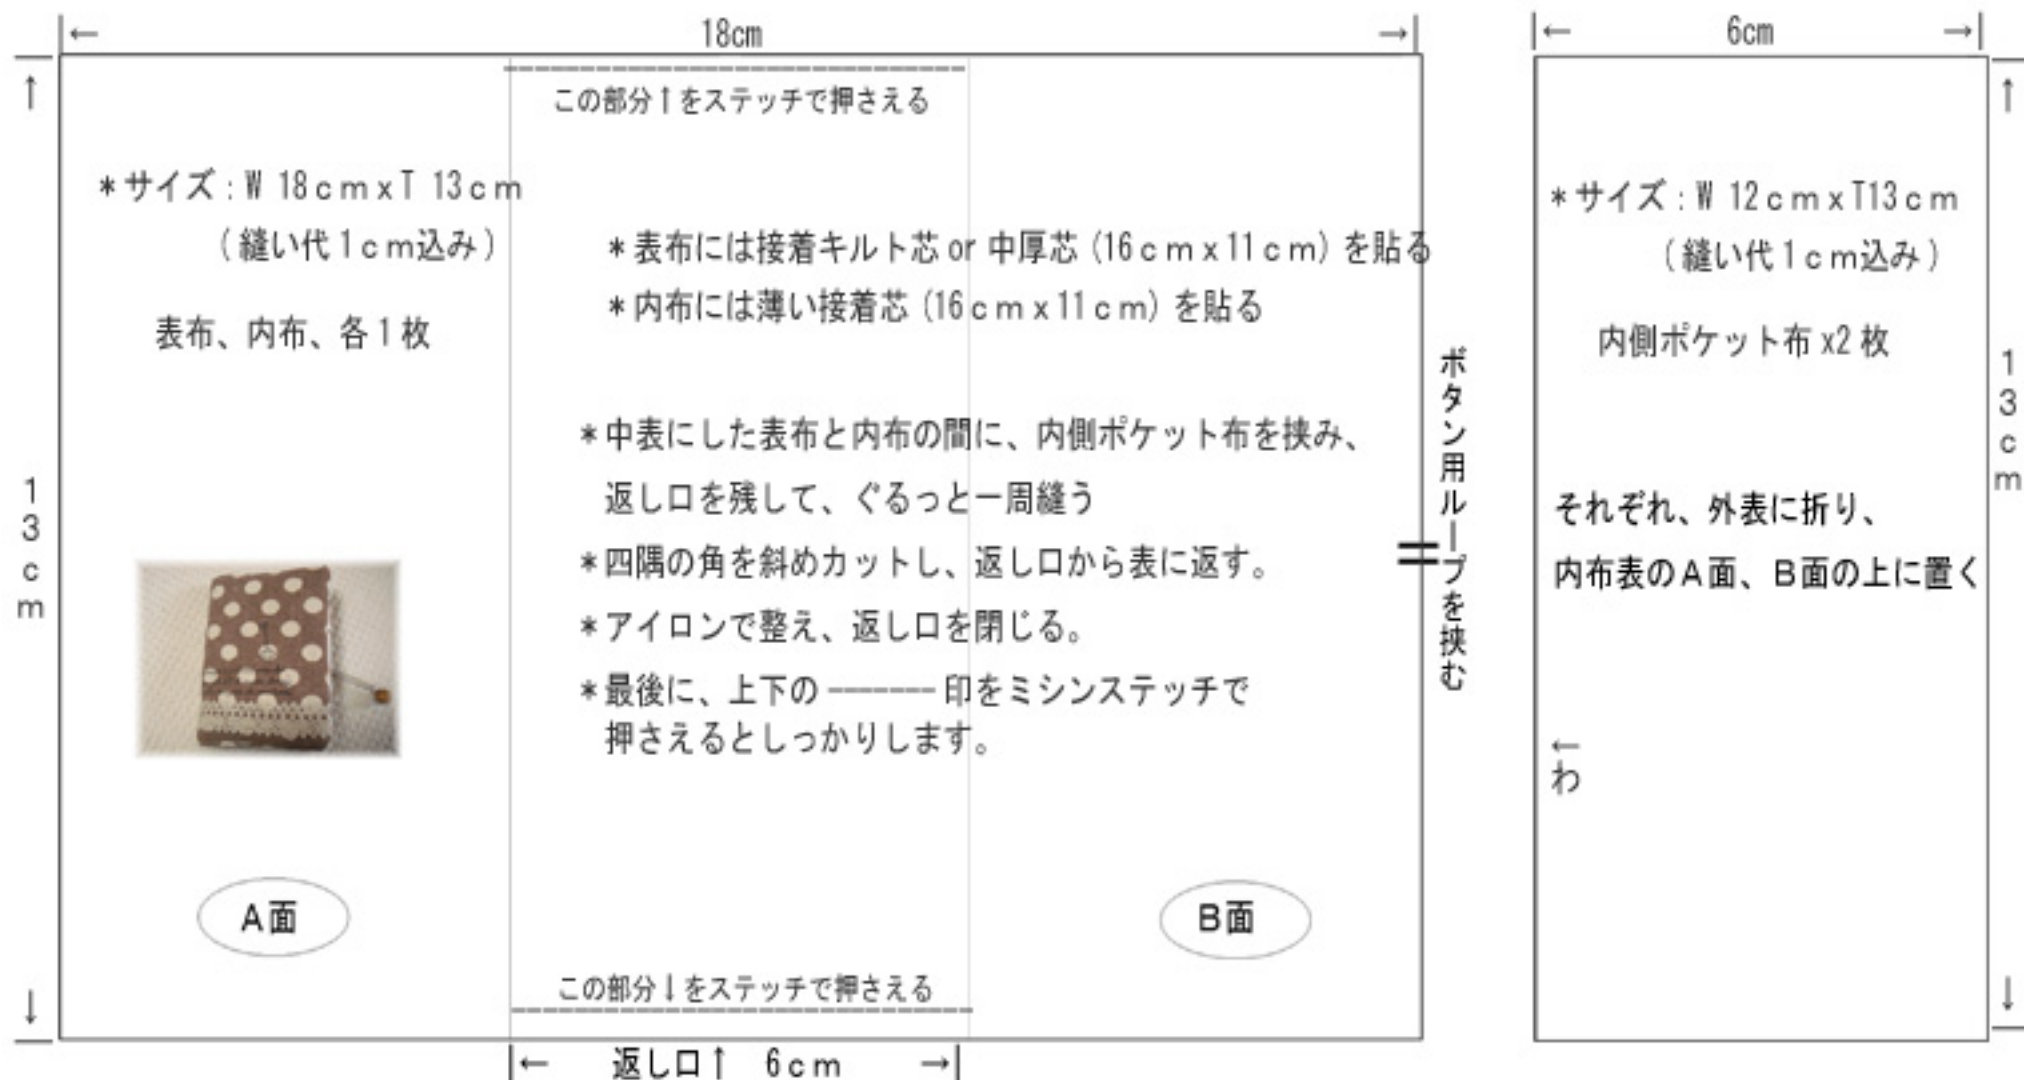 ← 18cm →
この部分↑をステッチで押さえる
*サイズ:W 18cmxT 13cm
(縫い代1cm込み)
表布、内布、各1枚
*表布には接着キルト芯or 中厚芯(16cmx11cm)を貼る
*内布には薄い接着芯(16cmx11cm)を貼る
*中表にした表布と内布の間に、内側ポケット布を挟み、
返し口を残して、ぐるっと一周縫う
*四隅の角を斜めカットし、返し口から表に返す。
*アイロンで整え、返し口を閉じる。
*最後に、上下の-------印をミシンステッチで
押さえるとしっかりします。
↑
13cm
↓
A面
B面
この部分↓をステッチで押さえる
← 返し口↑ 6cm →
ボタン用ループを挟む
← 6cm →
*サイズ:W 12cmxT13cm
(縫い代1cm込み)
内側ポケット布x2枚
それぞれ、外表に折り、
内布表のA面、B面の上に置く
←
わ
↑
13cm
↓